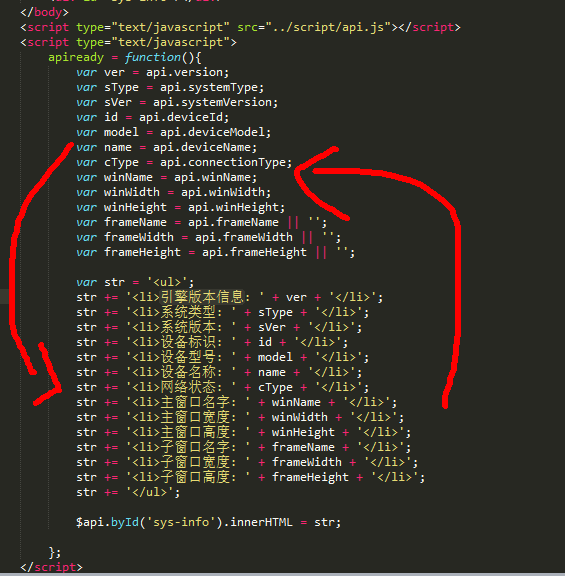 </body>
<script type="text/javascript" src="../script/api.js"></script>
<script type="text/javascript">
apiready = function(){
var ver = api.version;
var sType = api.systemType;
var sVer = api.systemVersion;
var id = api.deviceId;
var model = api.deviceModel;
var name = api.deviceName;
var cType = api.connectionType;
var winName = api.winName;
var winWidth = api.winWidth;
var winHeight = api.winHeight;
var frameName = api.frameName || '';
var frameWidth = api.frameWidth || '';
var frameHeight = api.frameHeight || '';
var str = '<ul>';
str += '<li>引擎版本信息: ' + ver + '</li>';
str += '<li>系统类型: ' + sType + '</li>';
str += '<li>系统版本: ' + sVer + '</li>';
str += '<li>设备标识: ' + id + '</li>';
str += '<li>设备型号: ' + model + '</li>';
str += '<li>设备名称: ' + name + '</li>';
str += '<li>网络状态: ' + cType + '</li>';
str += '<li>主窗口名字: ' + winName + '</li>';
str += '<li>主窗口宽度: ' + winWidth + '</li>';
str += '<li>主窗口高度: ' + winHeight + '</li>';
str += '<li>子窗口名字: ' + frameName + '</li>';
str += '<li>子窗口宽度: ' + frameWidth + '</li>';
str += '<li>子窗口高度: ' + frameHeight + '</li>';
str += '</ul>';
$api.byId('sys-info').innerHTML = str;
};
</script>